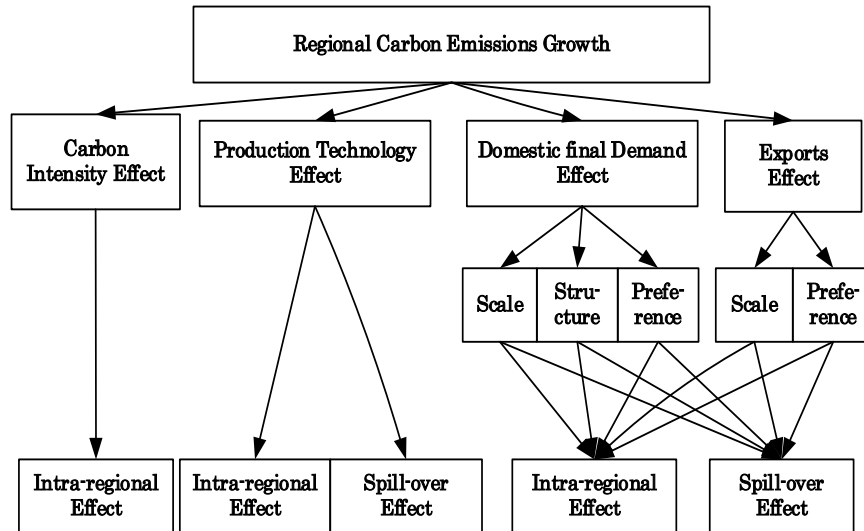 Regional Carbon Emissions Growth
Carbon
Intensity Effect
Production Technology
Effect
Domestic final Demand
Effect
Exports
Effect
Scale
Stru-
cture
Prefe-
rence
Scale
Prefe-
rence
Intra-regional
Effect
Intra-regional
Effect
Spill-over
Effect
Intra-regional
Effect
Spill-over
Effect